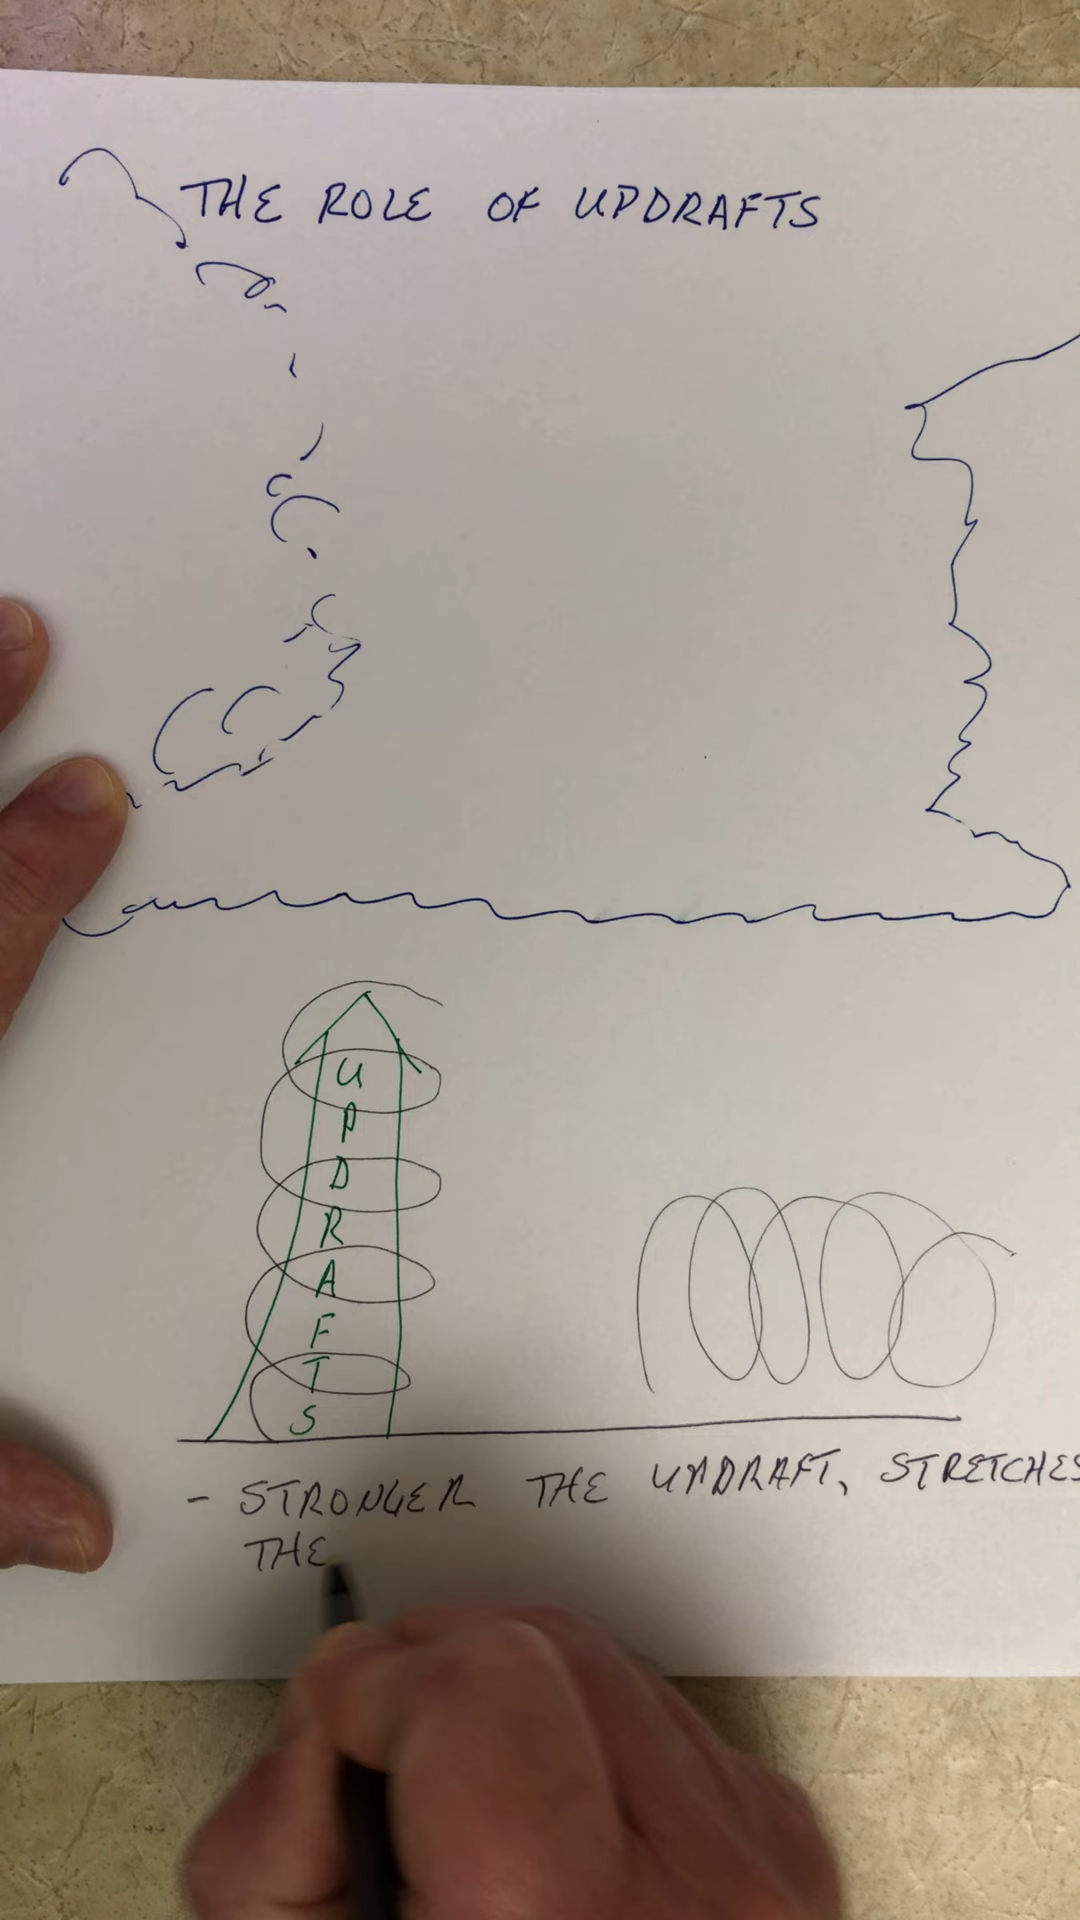 THE ROLE OF UPDRAFTS
UPDRAFTS
- STRONGER THE UPDRAFT, STRETCHES
THE